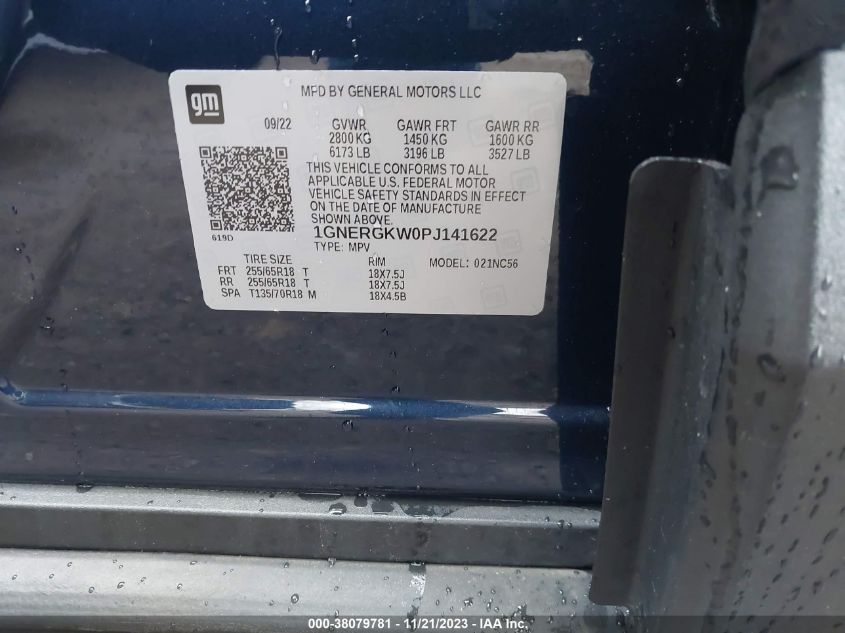 gm
MFD BY GENERAL MOTORS LLC
09/22 GVWR GAWR FRT GAWR RR
2800 KG 1450 KG 1600 KG
6173 LB 3196 LB 3527 LB
THIS VEHICLE CONFORMS TO ALL
APPLICABLE U.S. FEDERAL MOTOR
VEHICLE SAFETY STANDARDS IN EFFECT
ON THE DATE OF MANUFACTURE
SHOWN ABOVE.
619D
1GNERGKW0PJ141622
TYPE: MPV
TIRE SIZE RIM MODEL: 021NC56
FRT 255/65R18 T 18X7.5J
RR 255/65R18 T 18X7.5J
SPA T135/70R18 M 18X4.5B
000-38079781 - 11/21/2023 - IAA Inc.